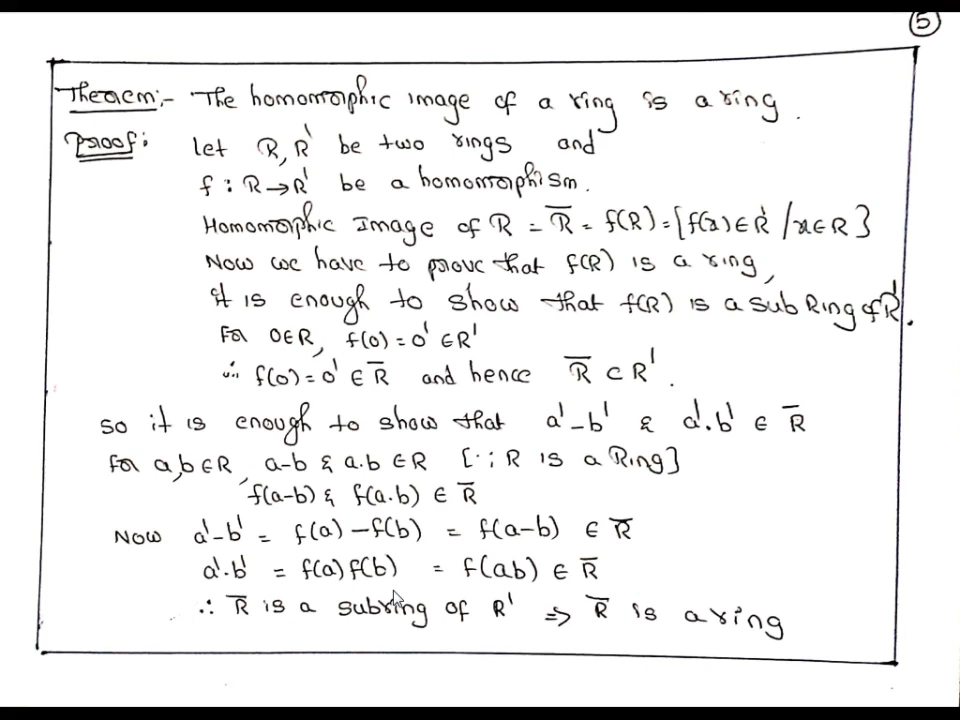 5
Theorem:- The homomorphic image of a ring is a ring.
Proof: let R, R' be two rings and
f : R → R' be a homomorphism.
Homomorphic Image of R = R̅ = f(R) = {f(x) ∈ R' / x ∈ R}
Now we have to prove that f(R) is a ring,
it is enough to show that f(R) is a subRing of R'.
For 0∈R, f(0) = 0' ∈ R'
∴ f(0) = 0' ∈ R̅ and hence R̅ ⊂ R'.
So it is enough to show that a'-b' & a'.b' ∈ R̅
For a,b ∈ R, a-b & a.b ∈ R [∵ R is a Ring]
f(a-b) & f(a.b) ∈ R̅
Now a'-b' = f(a) - f(b) = f(a-b) ∈ R̅
a'.b' = f(a) f(b) = f(ab) ∈ R̅
∴ R̅ is a subring of R' ⇒ R̅ is a ring